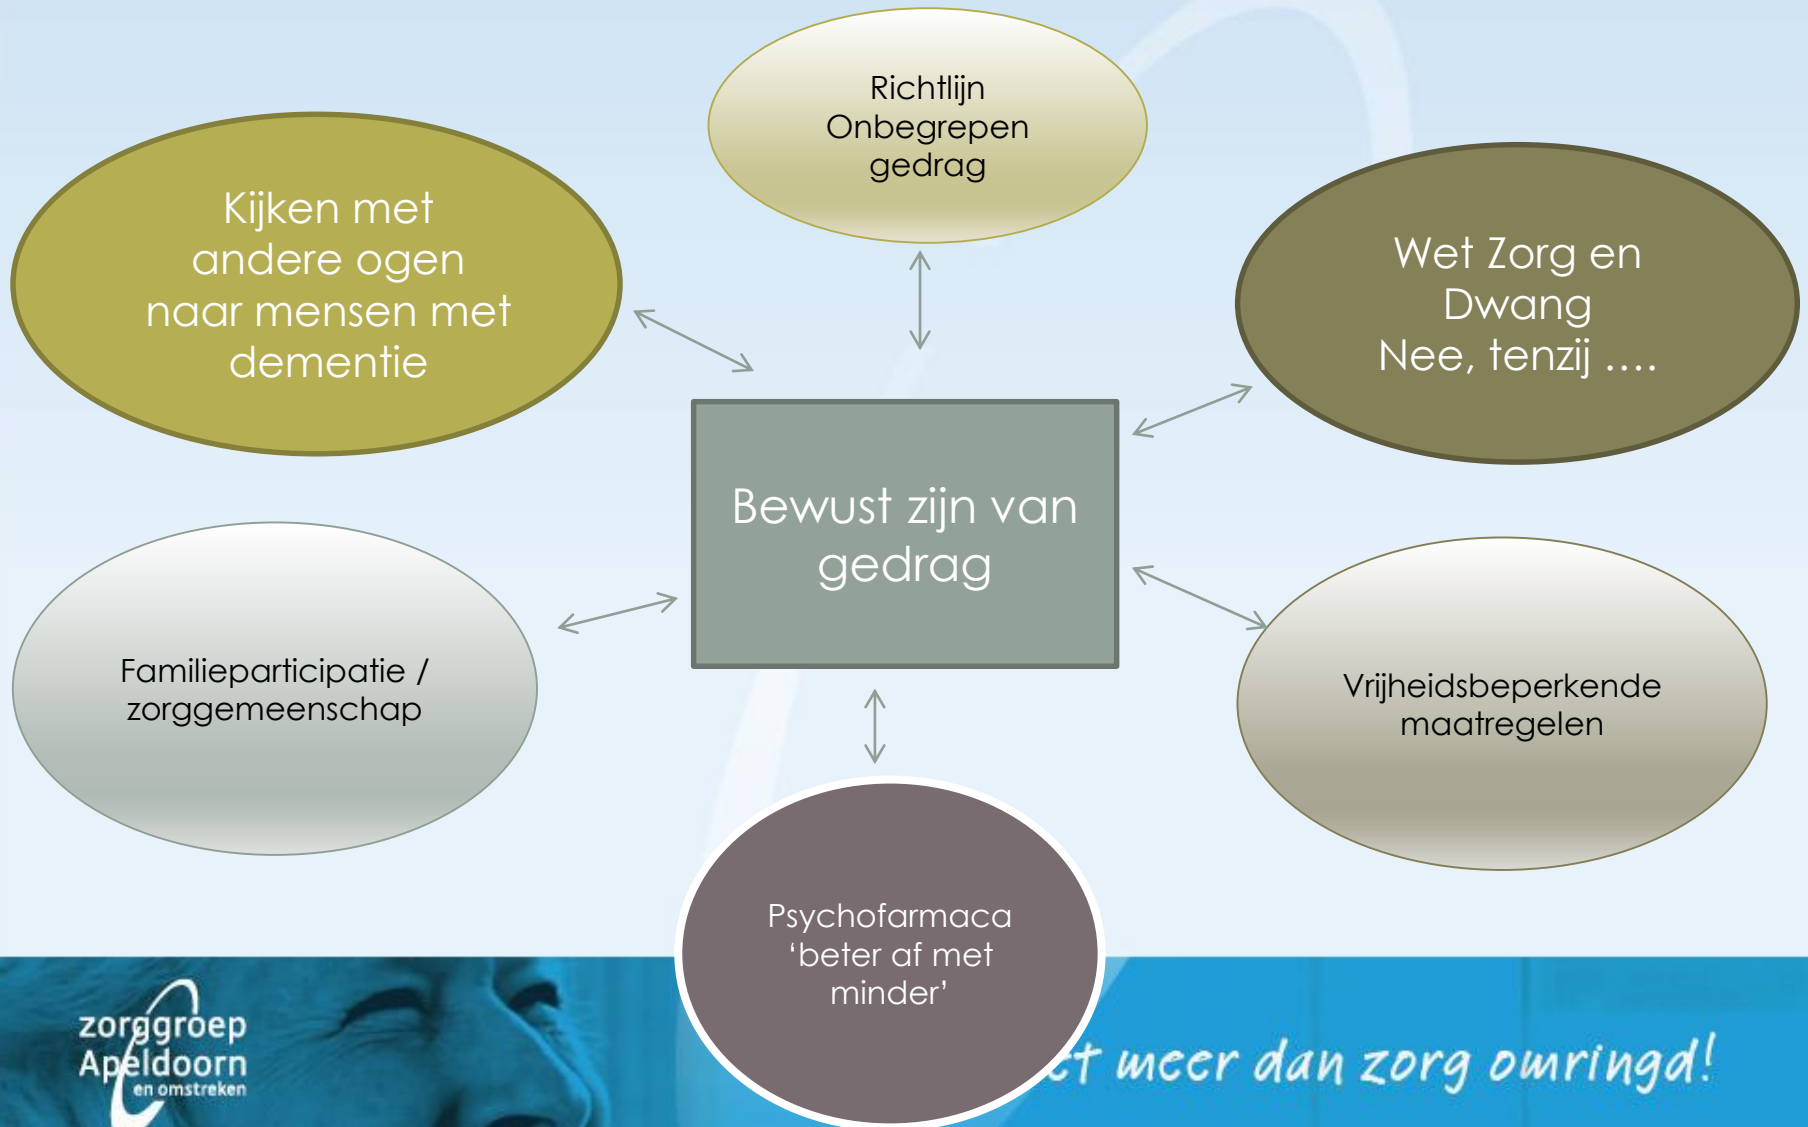 Richtlijn
Onbegrepen
gedrag
Kijken met
andere ogen
naar mensen met
dementie
Wet Zorg en
Dwang
Nee, tenzij ....
Bewust zijn van
gedrag
Familieparticipatie /
zorggemeenschap
Vrijheidsbeperkende
maatregelen
Psychofarmaca
‘beter af met
minder’
zorggroep
Apeldoorn
en omstreken
meer dan zorg omringd!